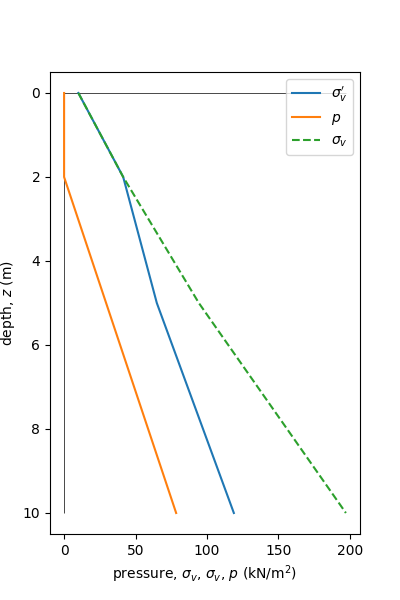 0
2
4
6
8
10
depth, z (m)
0
50
100
150
200
pressure, σᵥ, σᵥ, p (kN/m²)
σ′ᵥ
p
σᵥ